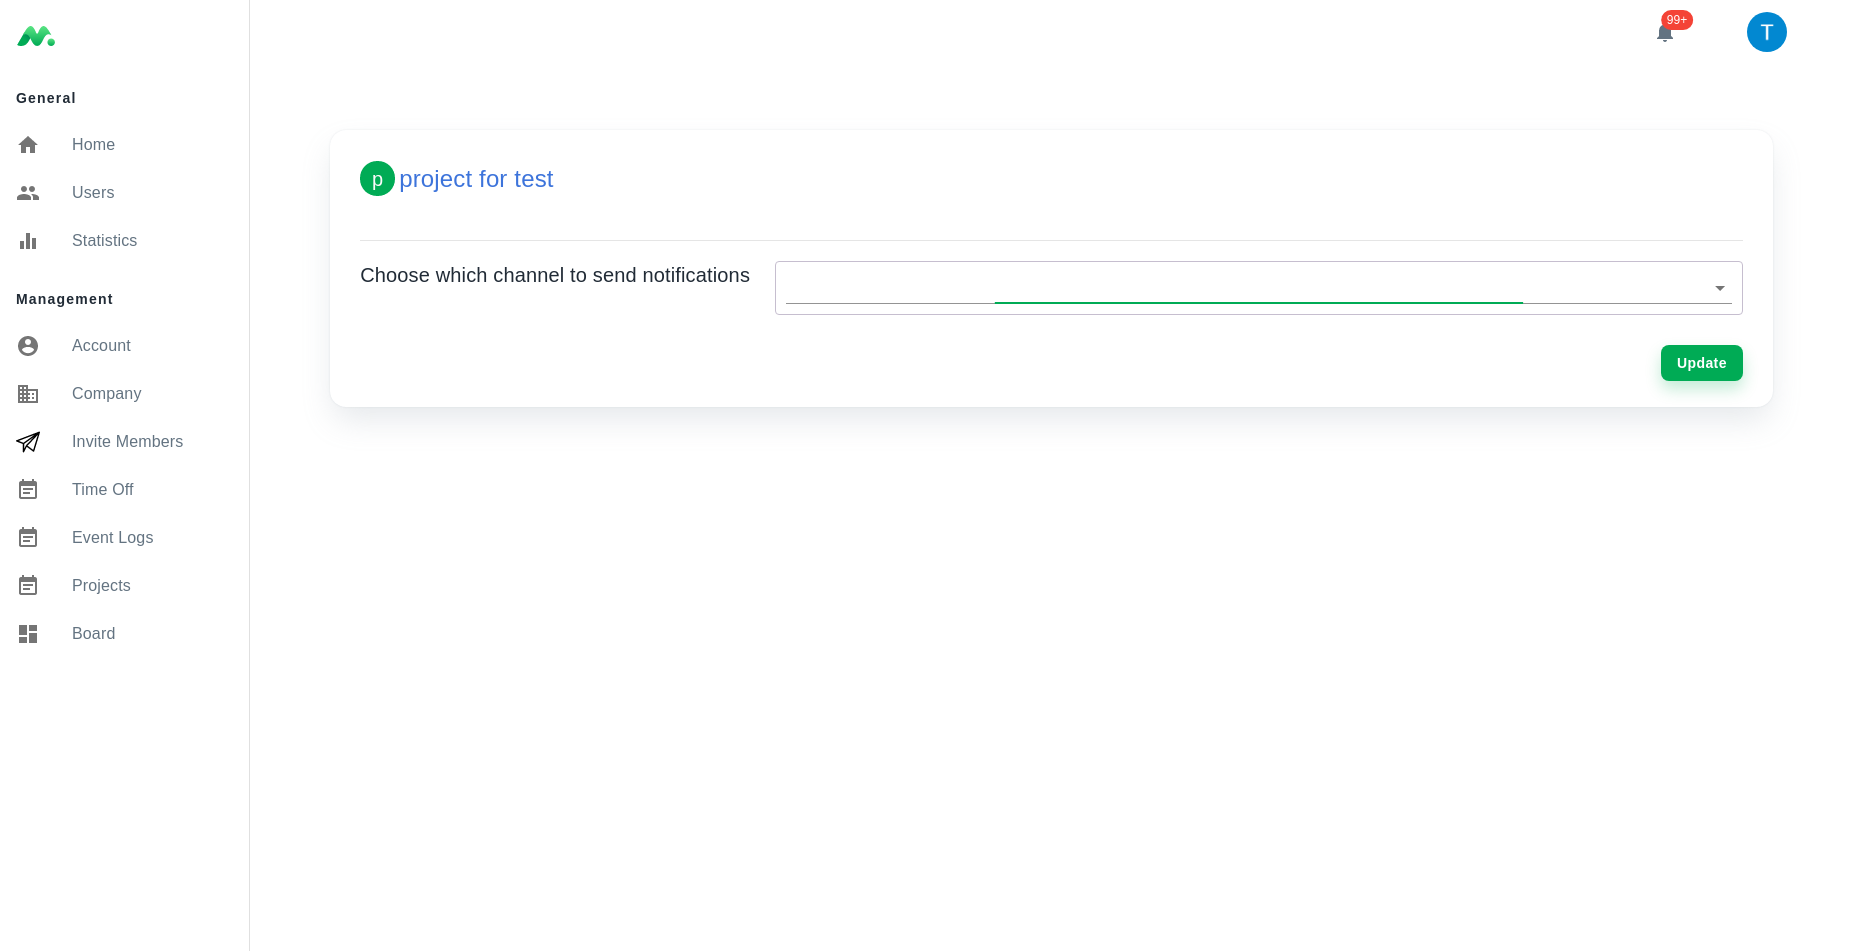 99+
T
General
Home
Users
Statistics
Management
Account
Company
Invite Members
Time Off
Event Logs
Projects
Board
p project for test
Choose which channel to send notifications
Update